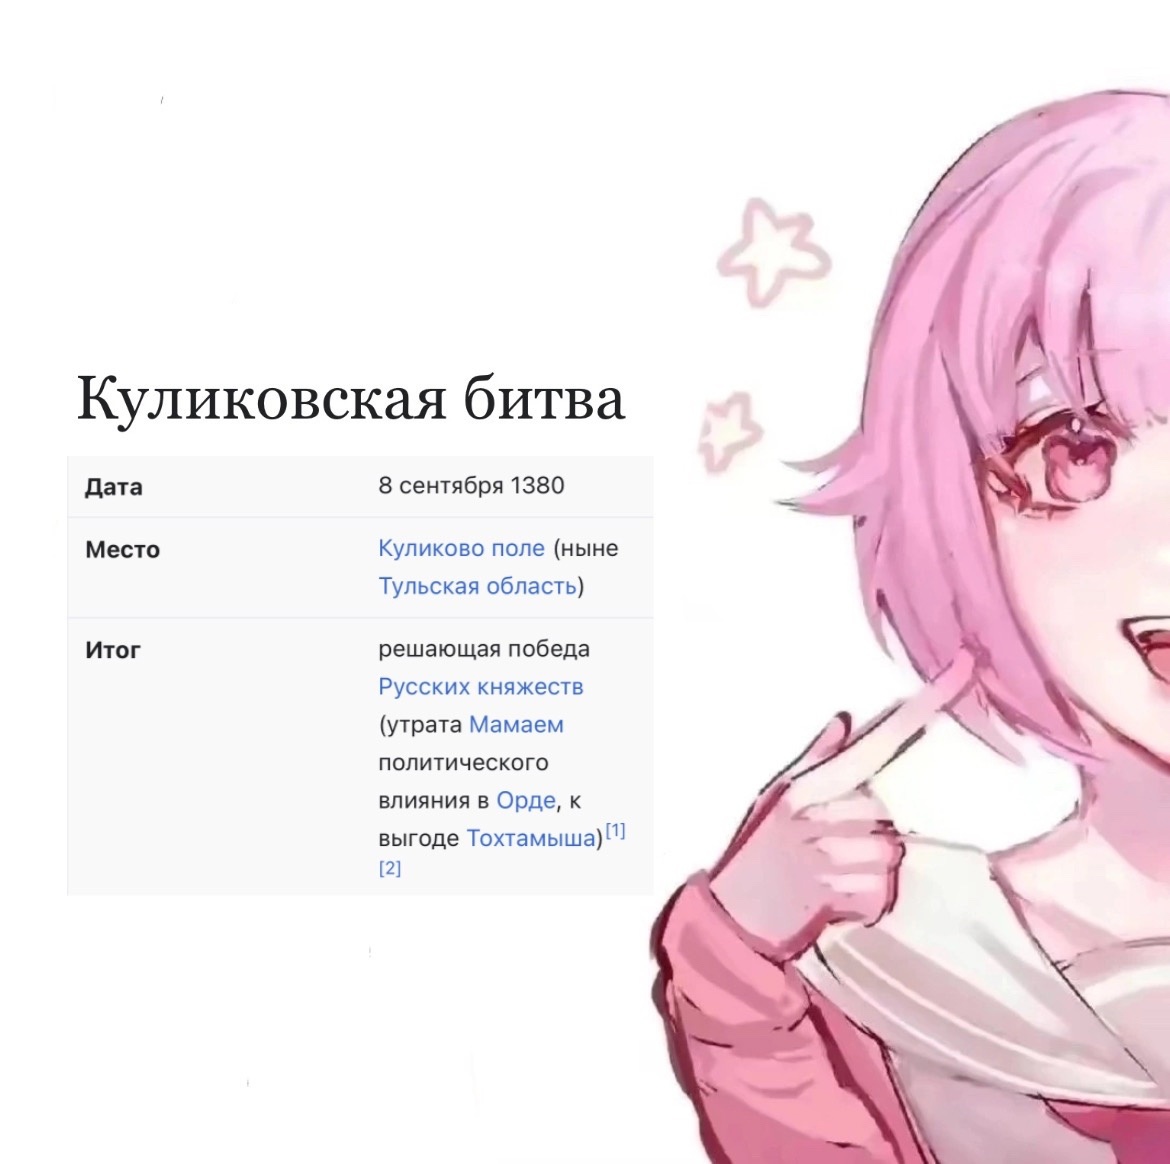 Куликовская битва
Дата 8 сентября 1380
Место Куликово поле (ныне
Тульская область)
Итог решающая победа
Русских княжеств
(утрата Мамаем
политического
влияния в Орде, к
выгоде Тохтамыша)[1]
[2]